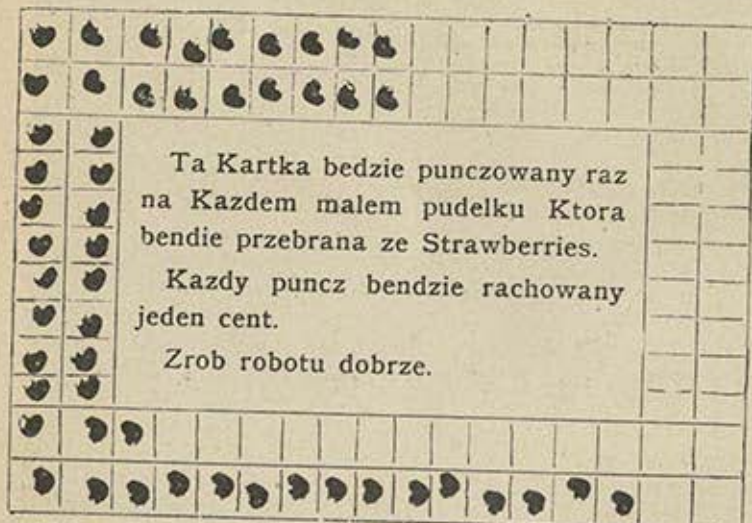 Ta Kartka bedzie punczowany raz
na Kazdem malem pudelku Ktora
bendie przebrana ze Strawberries.
Kazdy puncz bendzie rachowany
jeden cent.
Zrob robotu dobrze.